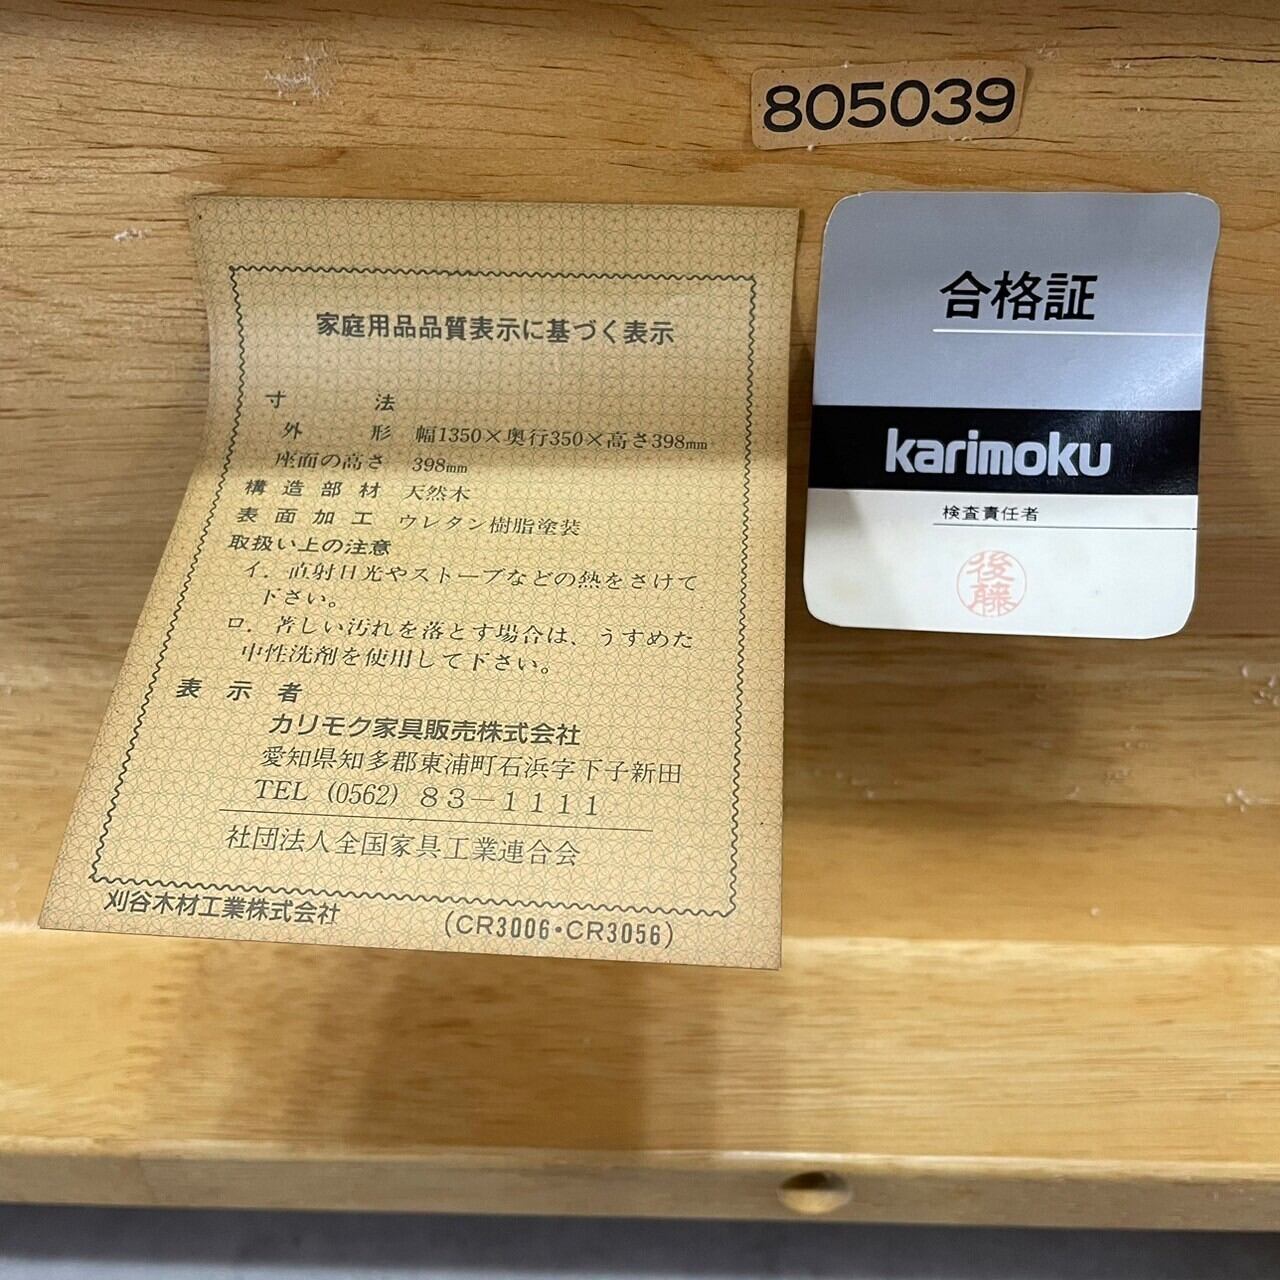 805039
家庭用品品質表示に基づく表示
寸法
外形 幅1350×奥行350×高さ398mm
座面の高さ 398mm
構造部材 天然木
表面加工 ウレタン樹脂塗装
取扱い上の注意
イ. 直射日光やストーブなどの熱をさけて
下さい。
ロ. 著しい汚れを落とす場合は、うすめた
中性洗剤を使用して下さい。
表示者
カリモク家具販売株式会社
愛知県知多郡東浦町石浜字下子新田
TEL (0562) 83-1111
社団法人全国家具工業連合会
刈谷木材工業株式会社 (CR3006・CR3056)
合格証
karimoku
検査責任者
後藤